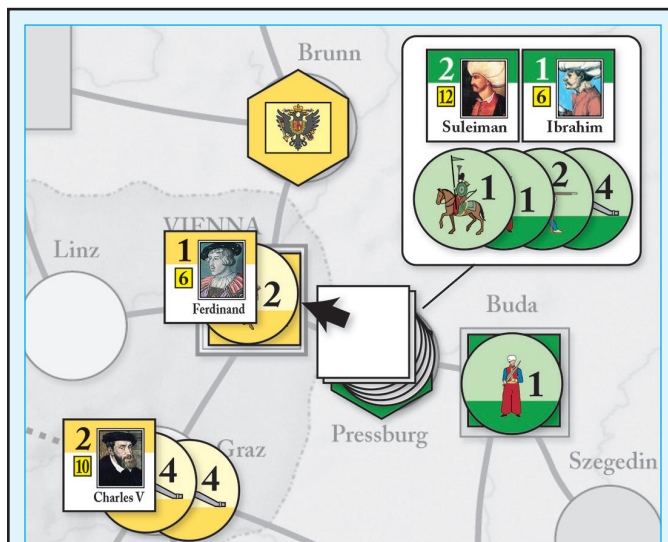 Brunn
2
12
Suleiman
1
6
Ibrahim
1
1
2
4
VIENNA
Linz
1
6
Ferdinand
2
Buda
1
Pressburg
2
10
Charles V
4
4
Graz
Szegedin